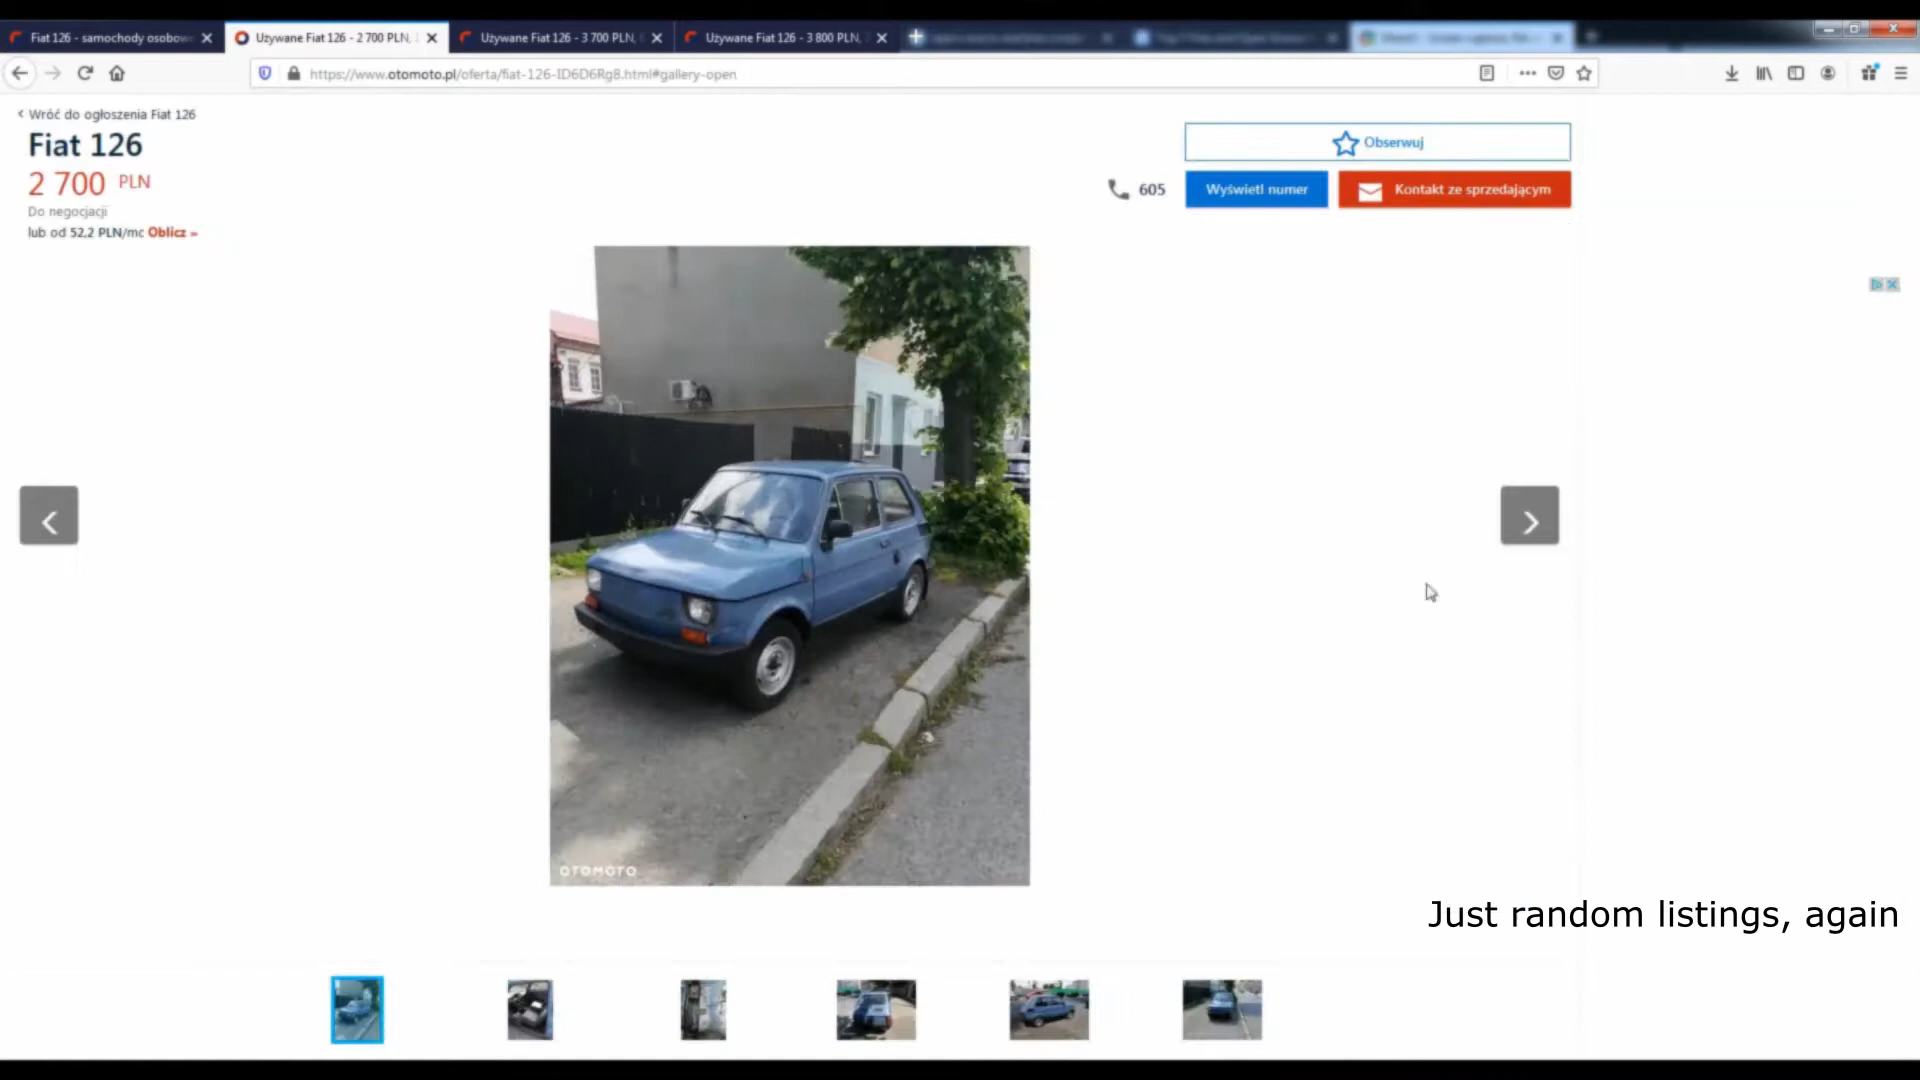 Fiat 126 - samochody osobow
Używane Fiat 126 - 2 700 PLN,
Używane Fiat 126 - 3 700 PLN,
Używane Fiat 126 - 3 800 PLN,
https://www.otomoto.pl/oferta/fiat-126-ID6D6Rg8.html#gallery-open
Wróć do ogłoszenia Fiat 126
Fiat 126
2 700 PLN
Do negocjacji
lub od 52,2 PLN/mc Oblicz »
Obserwuj
605
Wyświetl numer
Kontakt ze sprzedającym
OTOMOTO
Just random listings, again